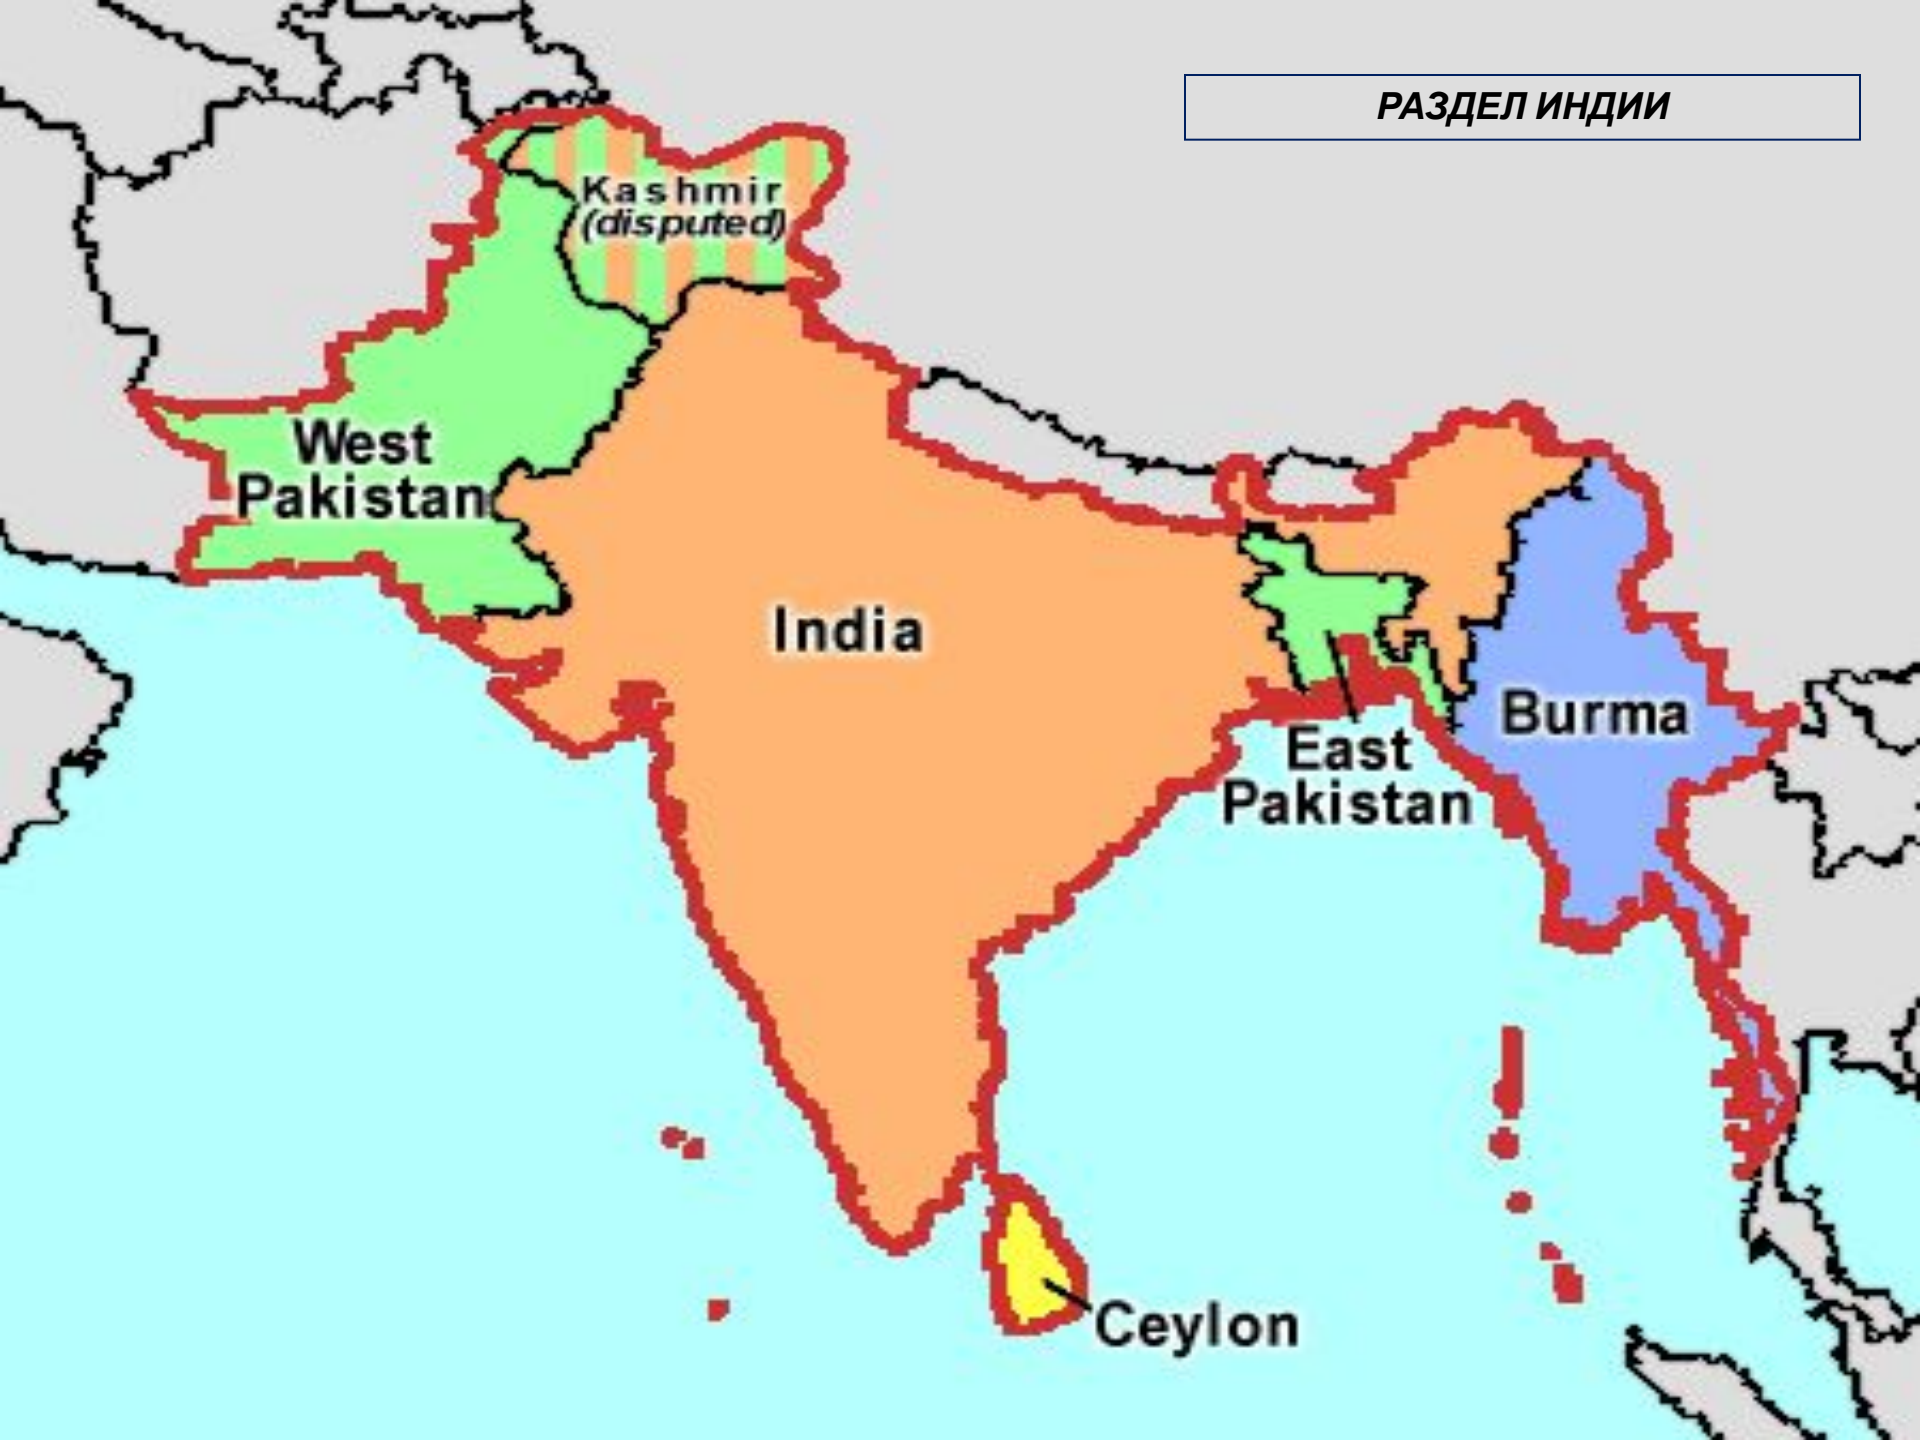 РАЗДЕЛ ИНДИИ
Kashmir
(disputed)
West
Pakistan
India
Burma
East
Pakistan
Ceylon